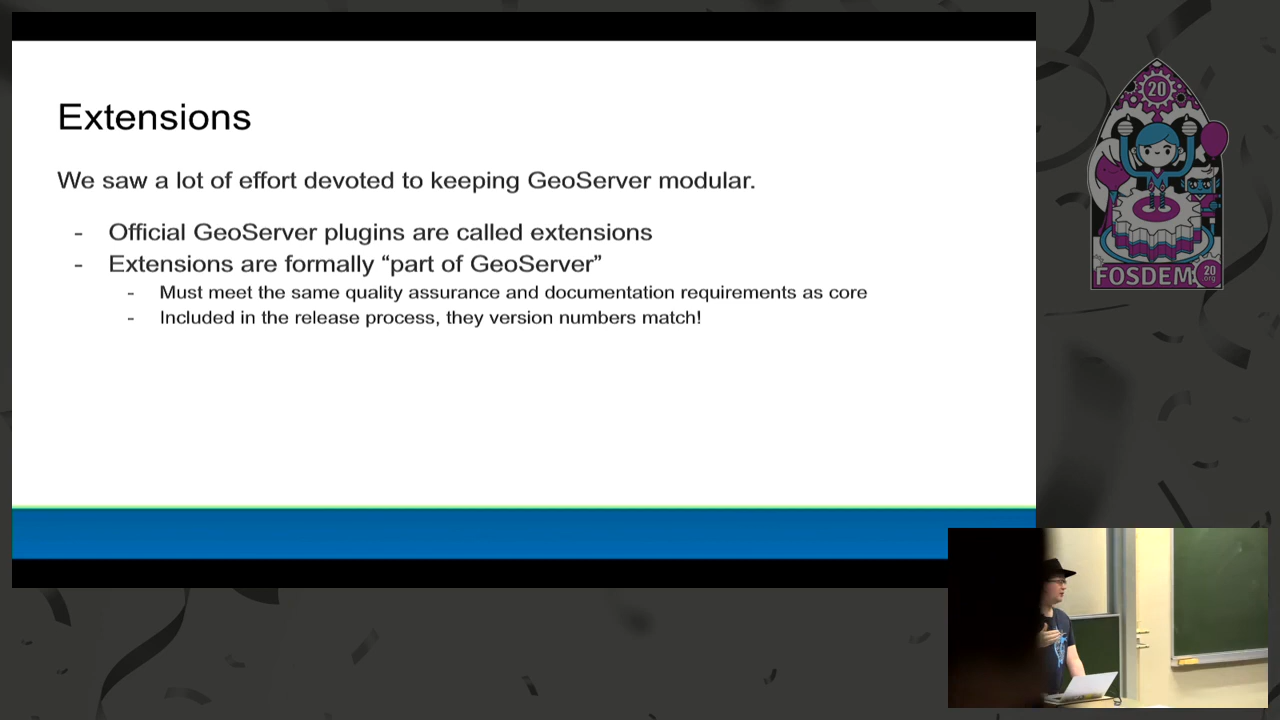 Extensions
We saw a lot of effort devoted to keeping GeoServer modular.
- Official GeoServer plugins are called extensions
- Extensions are formally “part of GeoServer”
- Must meet the same quality assurance and documentation requirements as core
- Included in the release process, they version numbers match!
20
FOSDEM
20
.org